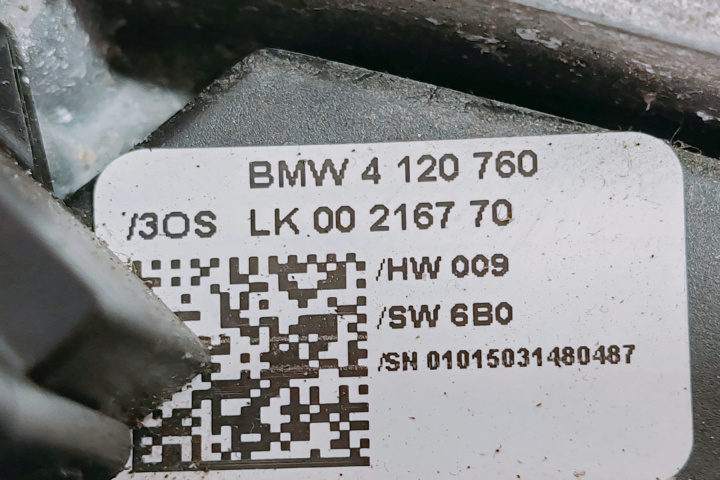 BMW 4 120 760
/3OS LK 00 2167 70
/HW 009
/SW 6B0
/SN 01015031480487